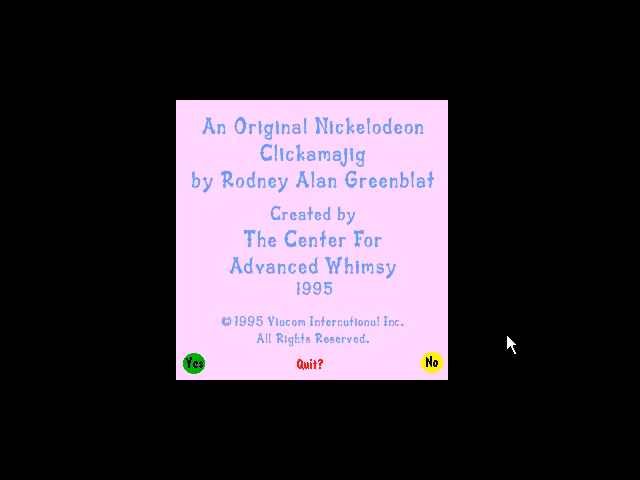 An Original Nickelodeon
Clickamajig
by Rodney Alan Greenblat
Created by
The Center For
Advanced Whimsy
1995
©1995 Viacom International Inc.
All Rights Reserved.
Yes Quit? No